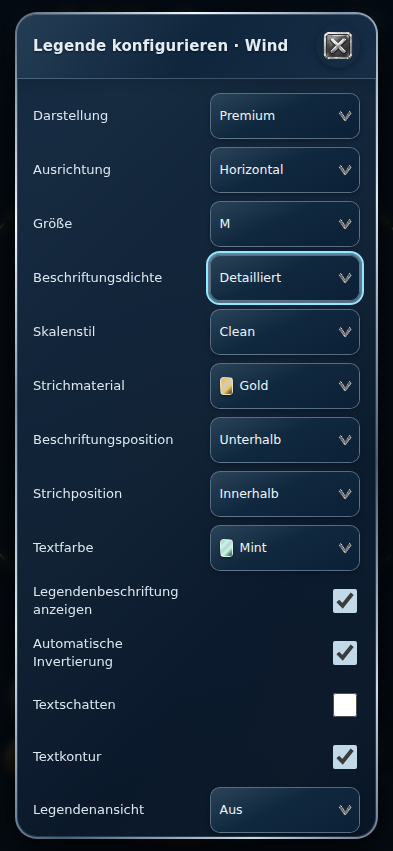 Legende konfigurieren · Wind
Darstellung
Premium
Ausrichtung
Horizontal
Größe
M
Beschriftungsdichte
Detailliert
Skalenstil
Clean
Strichmaterial
Gold
Beschriftungsposition
Unterhalb
Strichposition
Innerhalb
Textfarbe
Mint
Legendenbeschriftung
anzeigen
Automatische
Invertierung
Textschatten
Textkontur
Legendenansicht
Aus